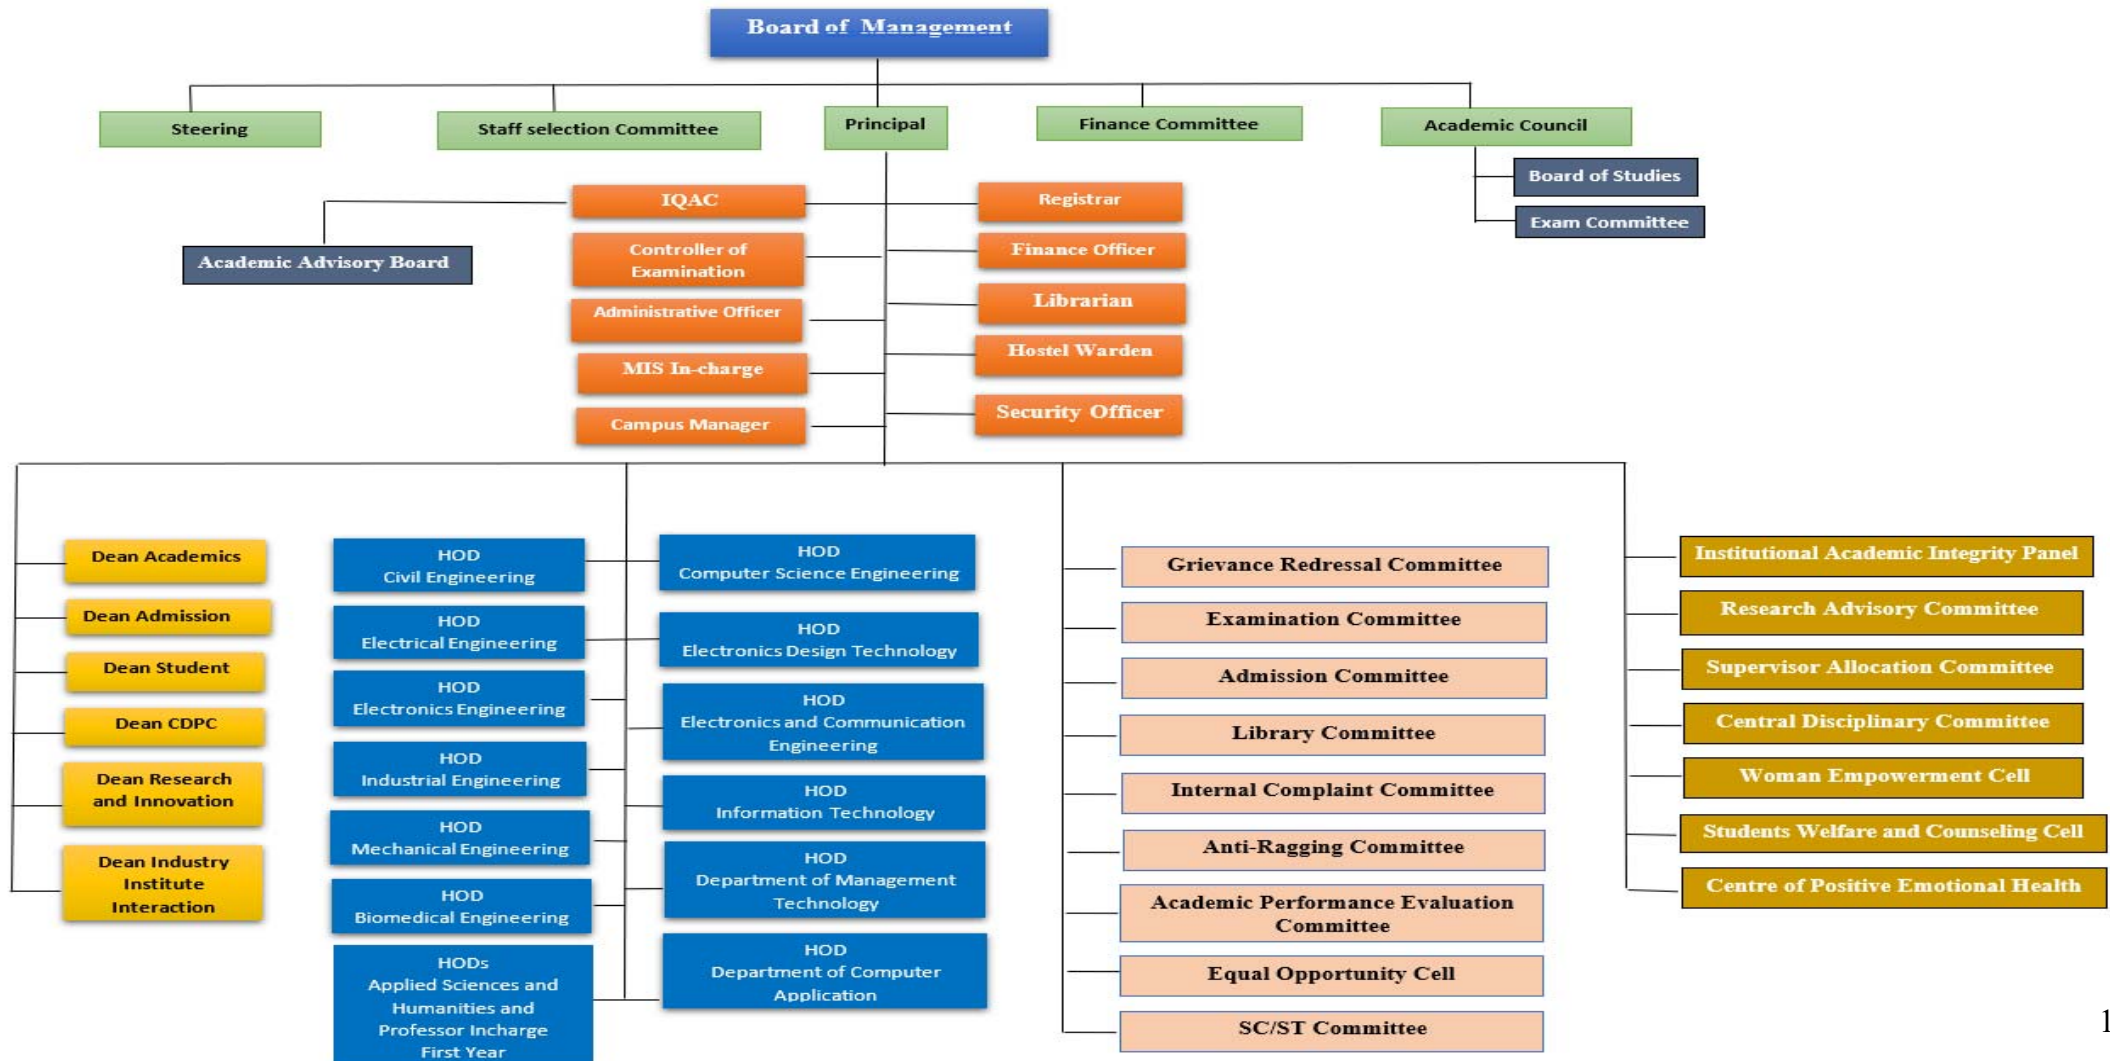 Board of Management
Steering
Staff selection Committee
Principal
Finance Committee
Academic Council
Board of Studies
Exam Committee
IQAC
Registrar
Academic Advisory Board
Controller of
Examination
Finance Officer
Administrative Officer
Librarian
MIS In-charge
Hostel Warden
Campus Manager
Security Officer
Dean Academics
Dean Admission
Dean Student
Dean CDPC
Dean Research
and Innovation
Dean Industry
Institute
Interaction
HOD
Civil Engineering
HOD
Electrical Engineering
HOD
Electronics Engineering
HOD
Industrial Engineering
HOD
Mechanical Engineering
HOD
Biomedical Engineering
HODs
Applied Sciences and
Humanities and
Professor Incharge
First Year
HOD
Computer Science Engineering
HOD
Electronics Design Technology
HOD
Electronics and Communication
Engineering
HOD
Information Technology
HOD
Department of Management
Technology
HOD
Department of Computer
Application
Grievance Redressal Committee
Examination Committee
Admission Committee
Library Committee
Internal Complaint Committee
Anti-Ragging Committee
Academic Performance Evaluation
Committee
Equal Opportunity Cell
SC/ST Committee
Institutional Academic Integrity Panel
Research Advisory Committee
Supervisor Allocation Committee
Central Disciplinary Committee
Woman Empowerment Cell
Students Welfare and Counseling Cell
Centre of Positive Emotional Health
1